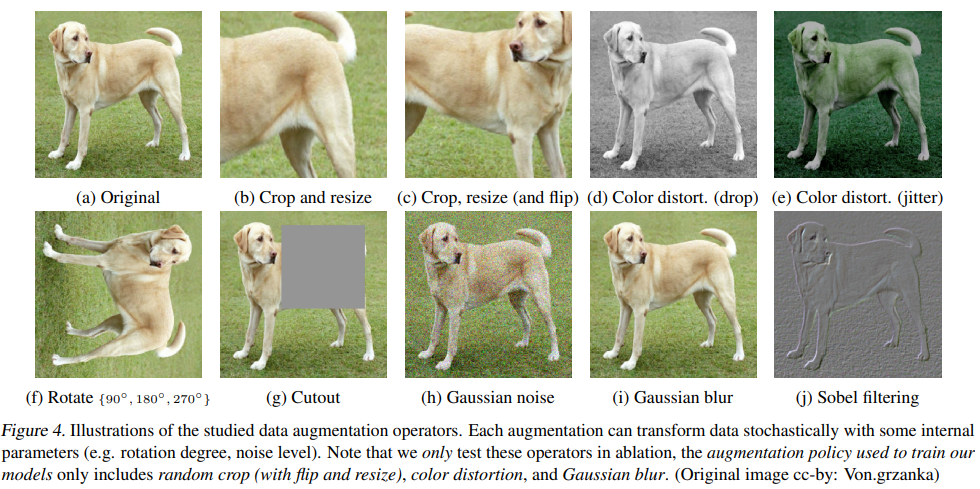 (a) Original
(b) Crop and resize
(c) Crop, resize (and flip)
(d) Color distort. (drop)
(e) Color distort. (jitter)
(f) Rotate {90°, 180°, 270°}
(g) Cutout
(h) Gaussian noise
(i) Gaussian blur
(j) Sobel filtering
Figure 4. Illustrations of the studied data augmentation operators. Each augmentation can transform data stochastically with some internal
parameters (e.g. rotation degree, noise level). Note that we only test these operators in ablation, the augmentation policy used to train our
models only includes random crop (with flip and resize), color distortion, and Gaussian blur. (Original image cc-by: Von.grzanka)